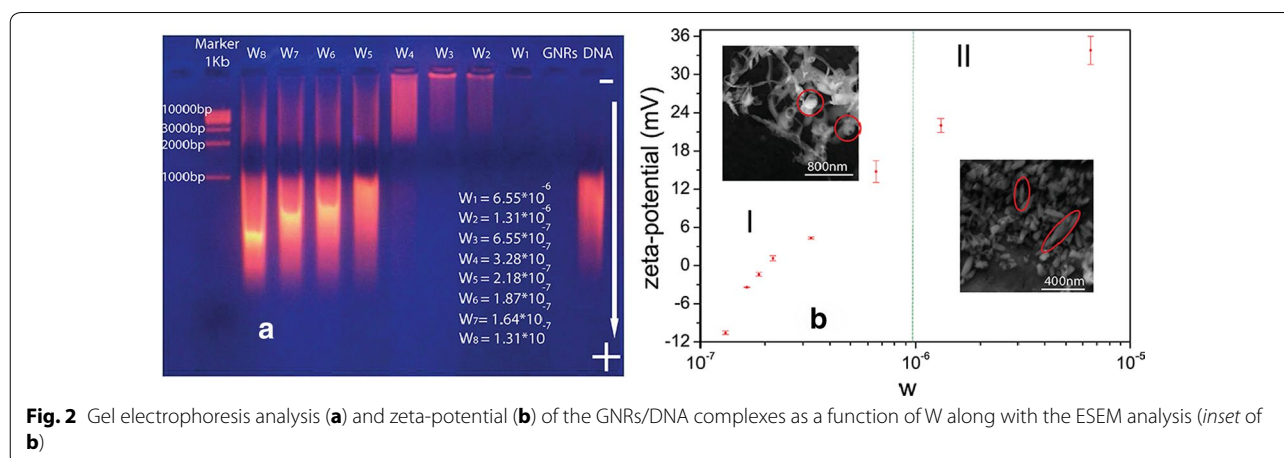 Marker
1Kb
W8 W7 W6 W5 W4 W3 W2 W1 GNRs DNA
10000bp
3000bp
2000bp
1000bp
W1 = 6.55*10-6
W2 = 1.31*10-6
W3 = 6.55*10-7
W4 = 3.28*10-7
W5 = 2.18*10-7
W6 = 1.87*10-7
W7 = 1.64*10-7
W8 = 1.31*10
-
+
a
36
30
24
18
12
6
0
-6
-12
zeta-potential (mV)
I
II
800nm
400nm
b
10-7
10-6
10-5
w
Fig. 2 Gel electrophoresis analysis (a) and zeta-potential (b) of the GNRs/DNA complexes as a function of W along with the ESEM analysis (inset of
b)